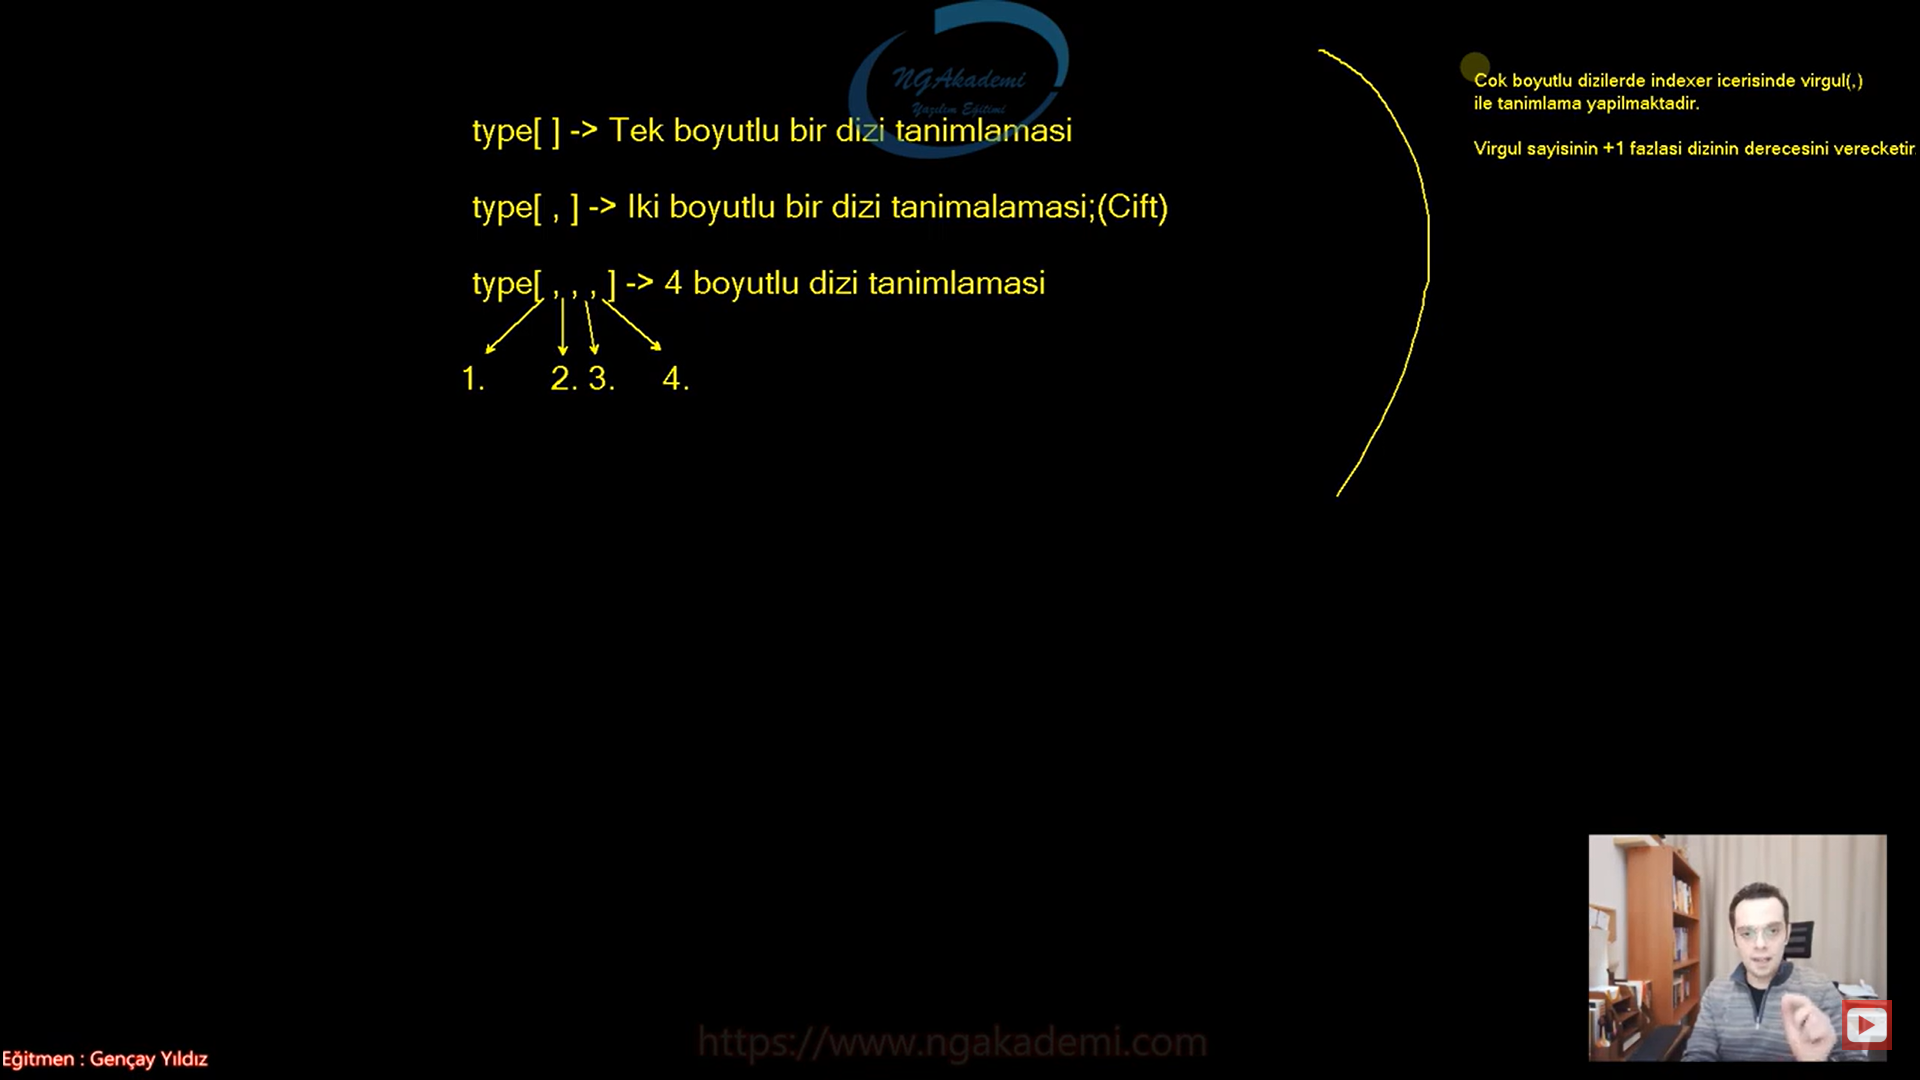 NGAkademi
Yazılım Eğitimi
type[ ] -> Tek boyutlu bir dizi tanimlamasi
type[ , ] -> Iki boyutlu bir dizi tanimalamasi;(Cift)
type[ , , , ] -> 4 boyutlu dizi tanimlamasi
1. 2. 3. 4.
Cok boyutlu dizilerde indexer icerisinde virgul(,)
ile tanimlama yapilmaktadir.
Virgul sayisinin +1 fazlasi dizinin derecesini verecketir.
https://www.ngakademi.com
Eğitmen : Gençay Yıldız